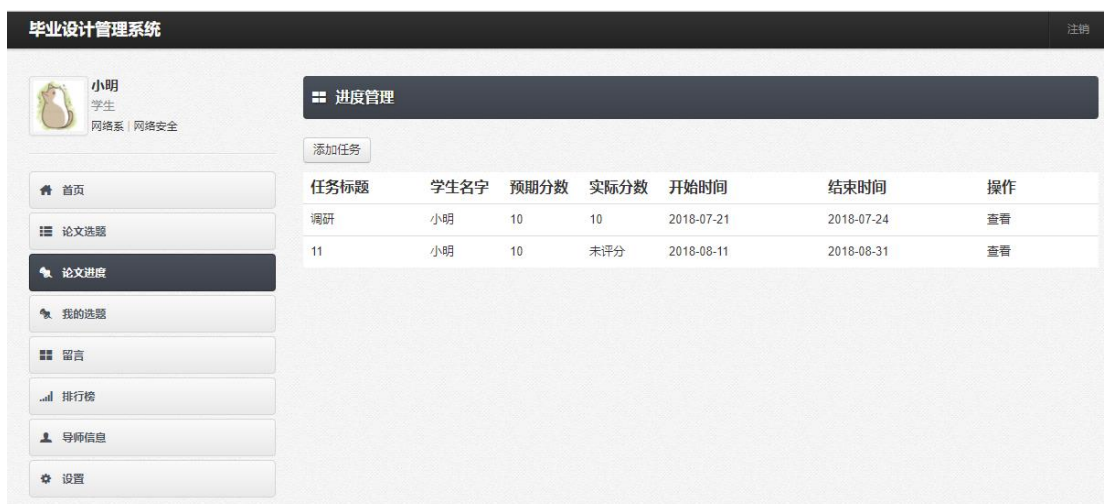 毕业设计管理系统 注销
小明
学生
网络系 | 网络安全
首页
论文选题
论文进度
我的选题
留言
排行榜
导师信息
设置
进度管理
添加任务
任务标题 学生名字 预期分数 实际分数 开始时间 结束时间 操作
调研 小明 10 10 2018-07-21 2018-07-24 查看
11 小明 10 未评分 2018-08-11 2018-08-31 查看